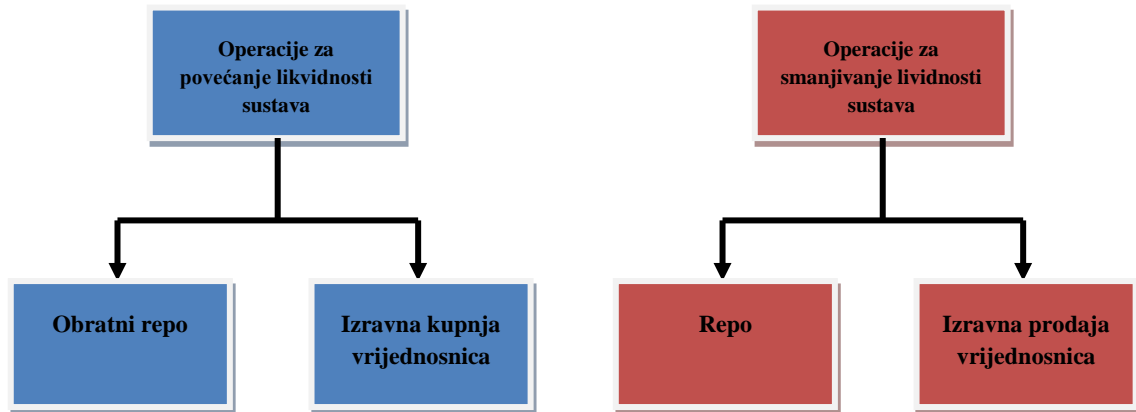 Operacije za
povećanje likvidnosti
sustava
Operacije za
smanjivanje lividnosti
sustava
Obratni repo
Izravna kupnja
vrijednosnica
Repo
Izravna prodaja
vrijednosnica